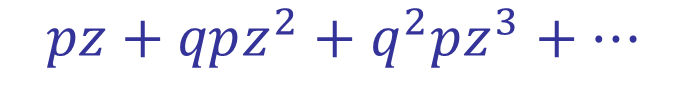 pz + qpz² + q²pz³ + ⋯